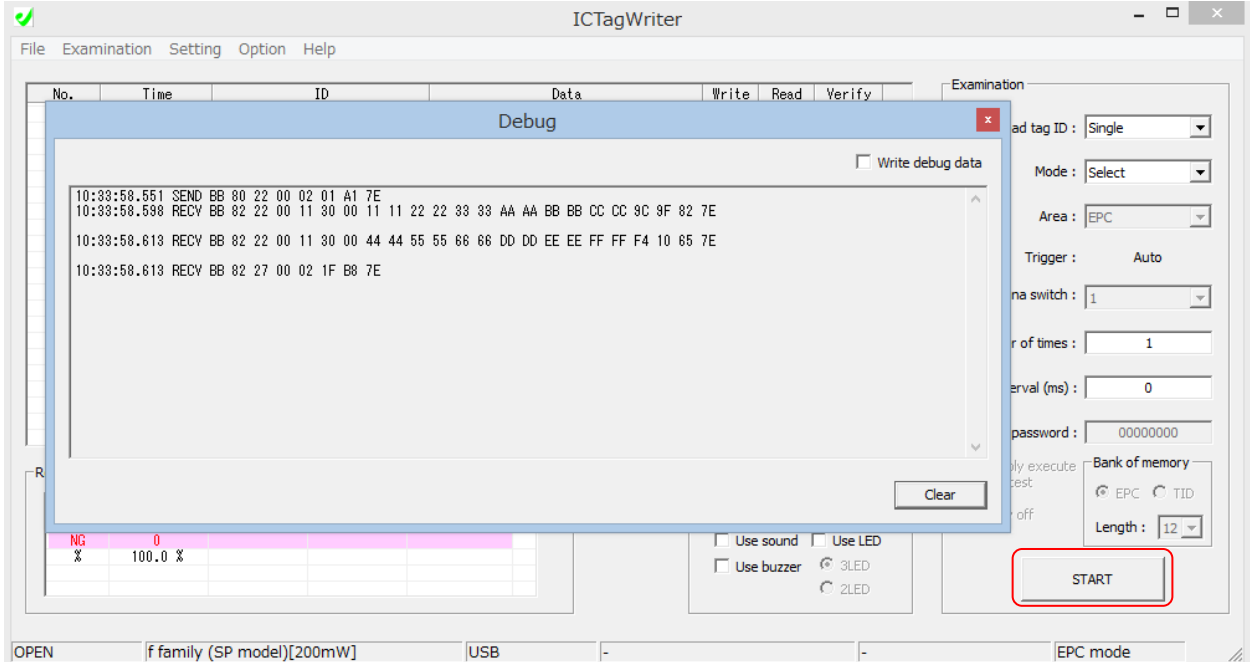 ICTagWriter
File Examination Setting Option Help
No. Time ID Data Write Read Verify
Debug
Write debug data
10:33:58.551 SEND BB 80 22 00 02 01 A1 7E
10:33:58.598 RECV BB 82 22 00 11 30 00 11 11 22 22 33 33 AA AA BB BB CC CC 9C 9F 82 7E
10:33:58.613 RECV BB 82 22 00 11 30 00 44 44 55 55 66 66 DD DD EE EE FF FF F4 10 65 7E
10:33:58.613 RECV BB 82 27 00 02 1F B8 7E
Clear
Examination
ad tag ID : Single
Mode : Select
Area : EPC
Trigger : Auto
na switch : 1
r of times : 1
erval (ms) : 0
password : 00000000
ly execute
test
off
Bank of memory
EPC TID
Length : 12
START
R
NG 0
% 100.0 %
Use sound Use LED
Use buzzer 3LED
2LED
OPEN f family (SP model)[200mW] USB - - EPC mode